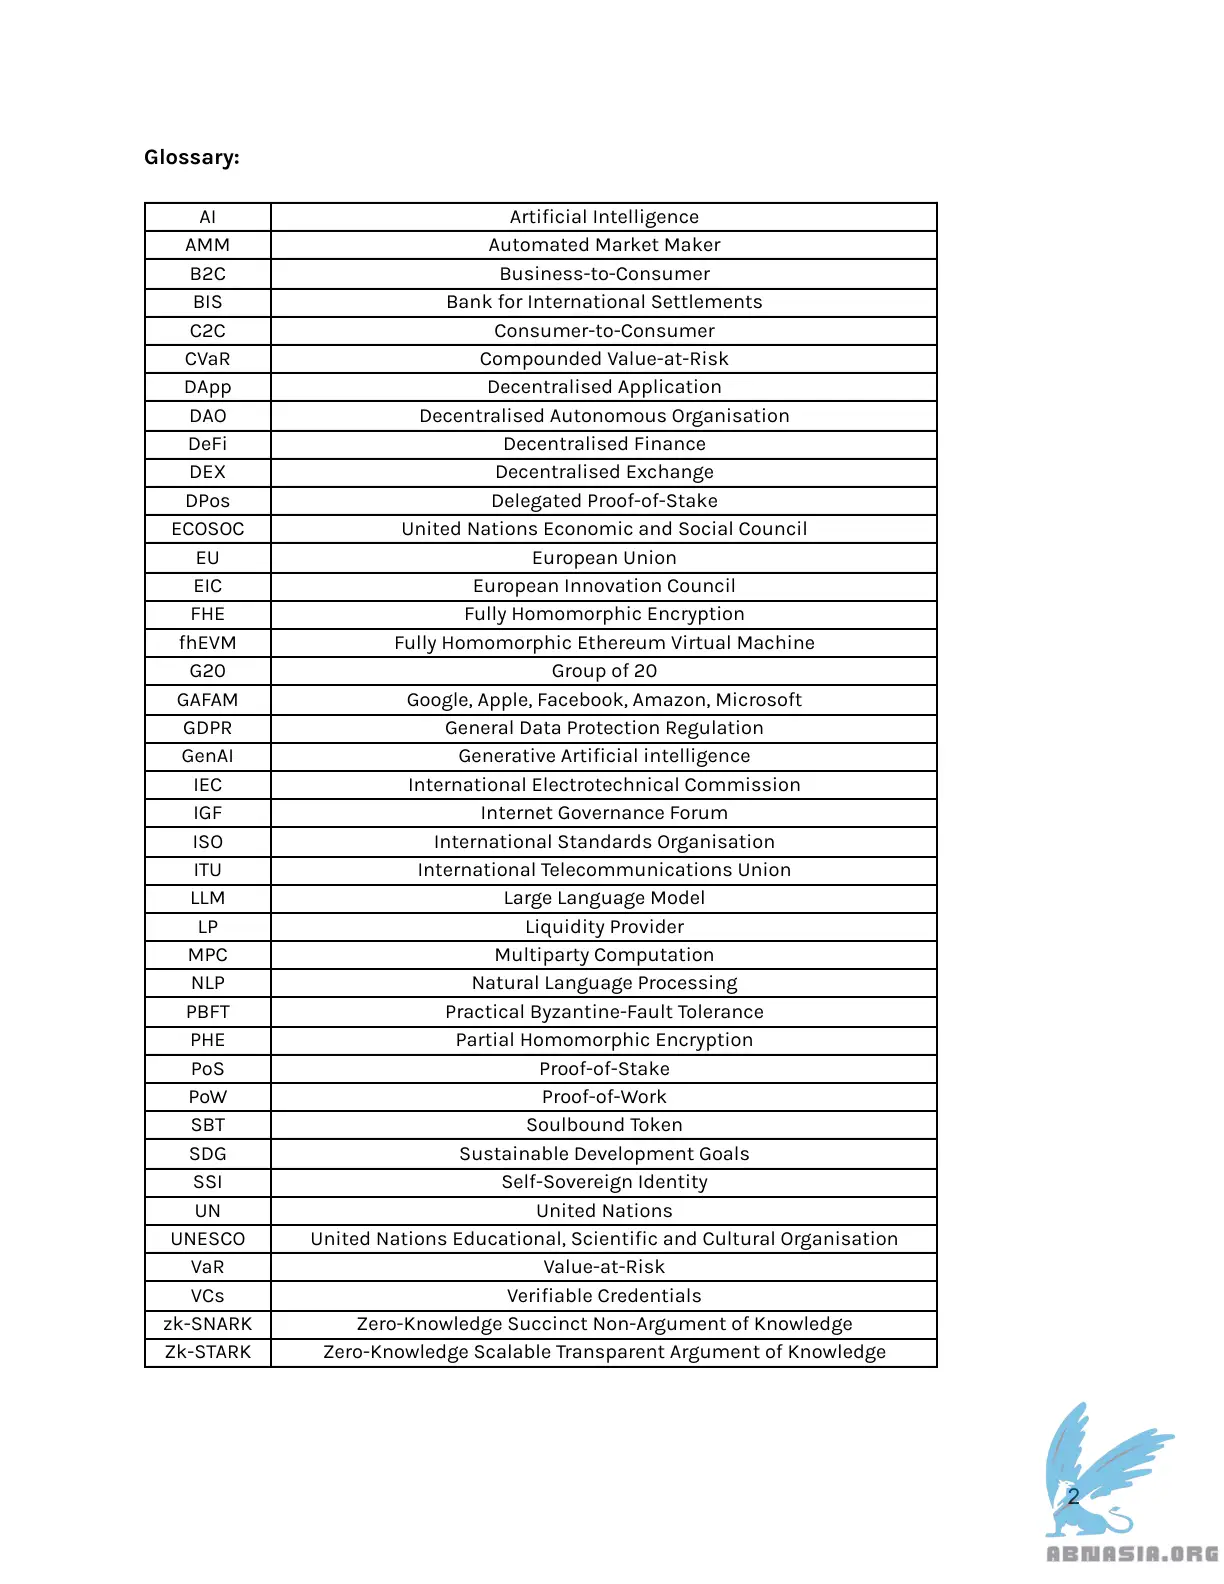 Glossary:
AI Artificial Intelligence
AMM Automated Market Maker
B2C Business-to-Consumer
BIS Bank for International Settlements
C2C Consumer-to-Consumer
CVaR Compounded Value-at-Risk
DApp Decentralised Application
DAO Decentralised Autonomous Organisation
DeFi Decentralised Finance
DEX Decentralised Exchange
DPos Delegated Proof-of-Stake
ECOSOC United Nations Economic and Social Council
EU European Union
EIC European Innovation Council
FHE Fully Homomorphic Encryption
fhEVM Fully Homomorphic Ethereum Virtual Machine
G20 Group of 20
GAFAM Google, Apple, Facebook, Amazon, Microsoft
GDPR General Data Protection Regulation
GenAI Generative Artificial intelligence
IEC International Electrotechnical Commission
IGF Internet Governance Forum
ISO International Standards Organisation
ITU International Telecommunications Union
LLM Large Language Model
LP Liquidity Provider
MPC Multiparty Computation
NLP Natural Language Processing
PBFT Practical Byzantine-Fault Tolerance
PHE Partial Homomorphic Encryption
PoS Proof-of-Stake
PoW Proof-of-Work
SBT Soulbound Token
SDG Sustainable Development Goals
SSI Self-Sovereign Identity
UN United Nations
UNESCO United Nations Educational, Scientific and Cultural Organisation
VaR Value-at-Risk
VCs Verifiable Credentials
zk-SNARK Zero-Knowledge Succinct Non-Argument of Knowledge
Zk-STARK Zero-Knowledge Scalable Transparent Argument of Knowledge
2
ABNASIA.ORG